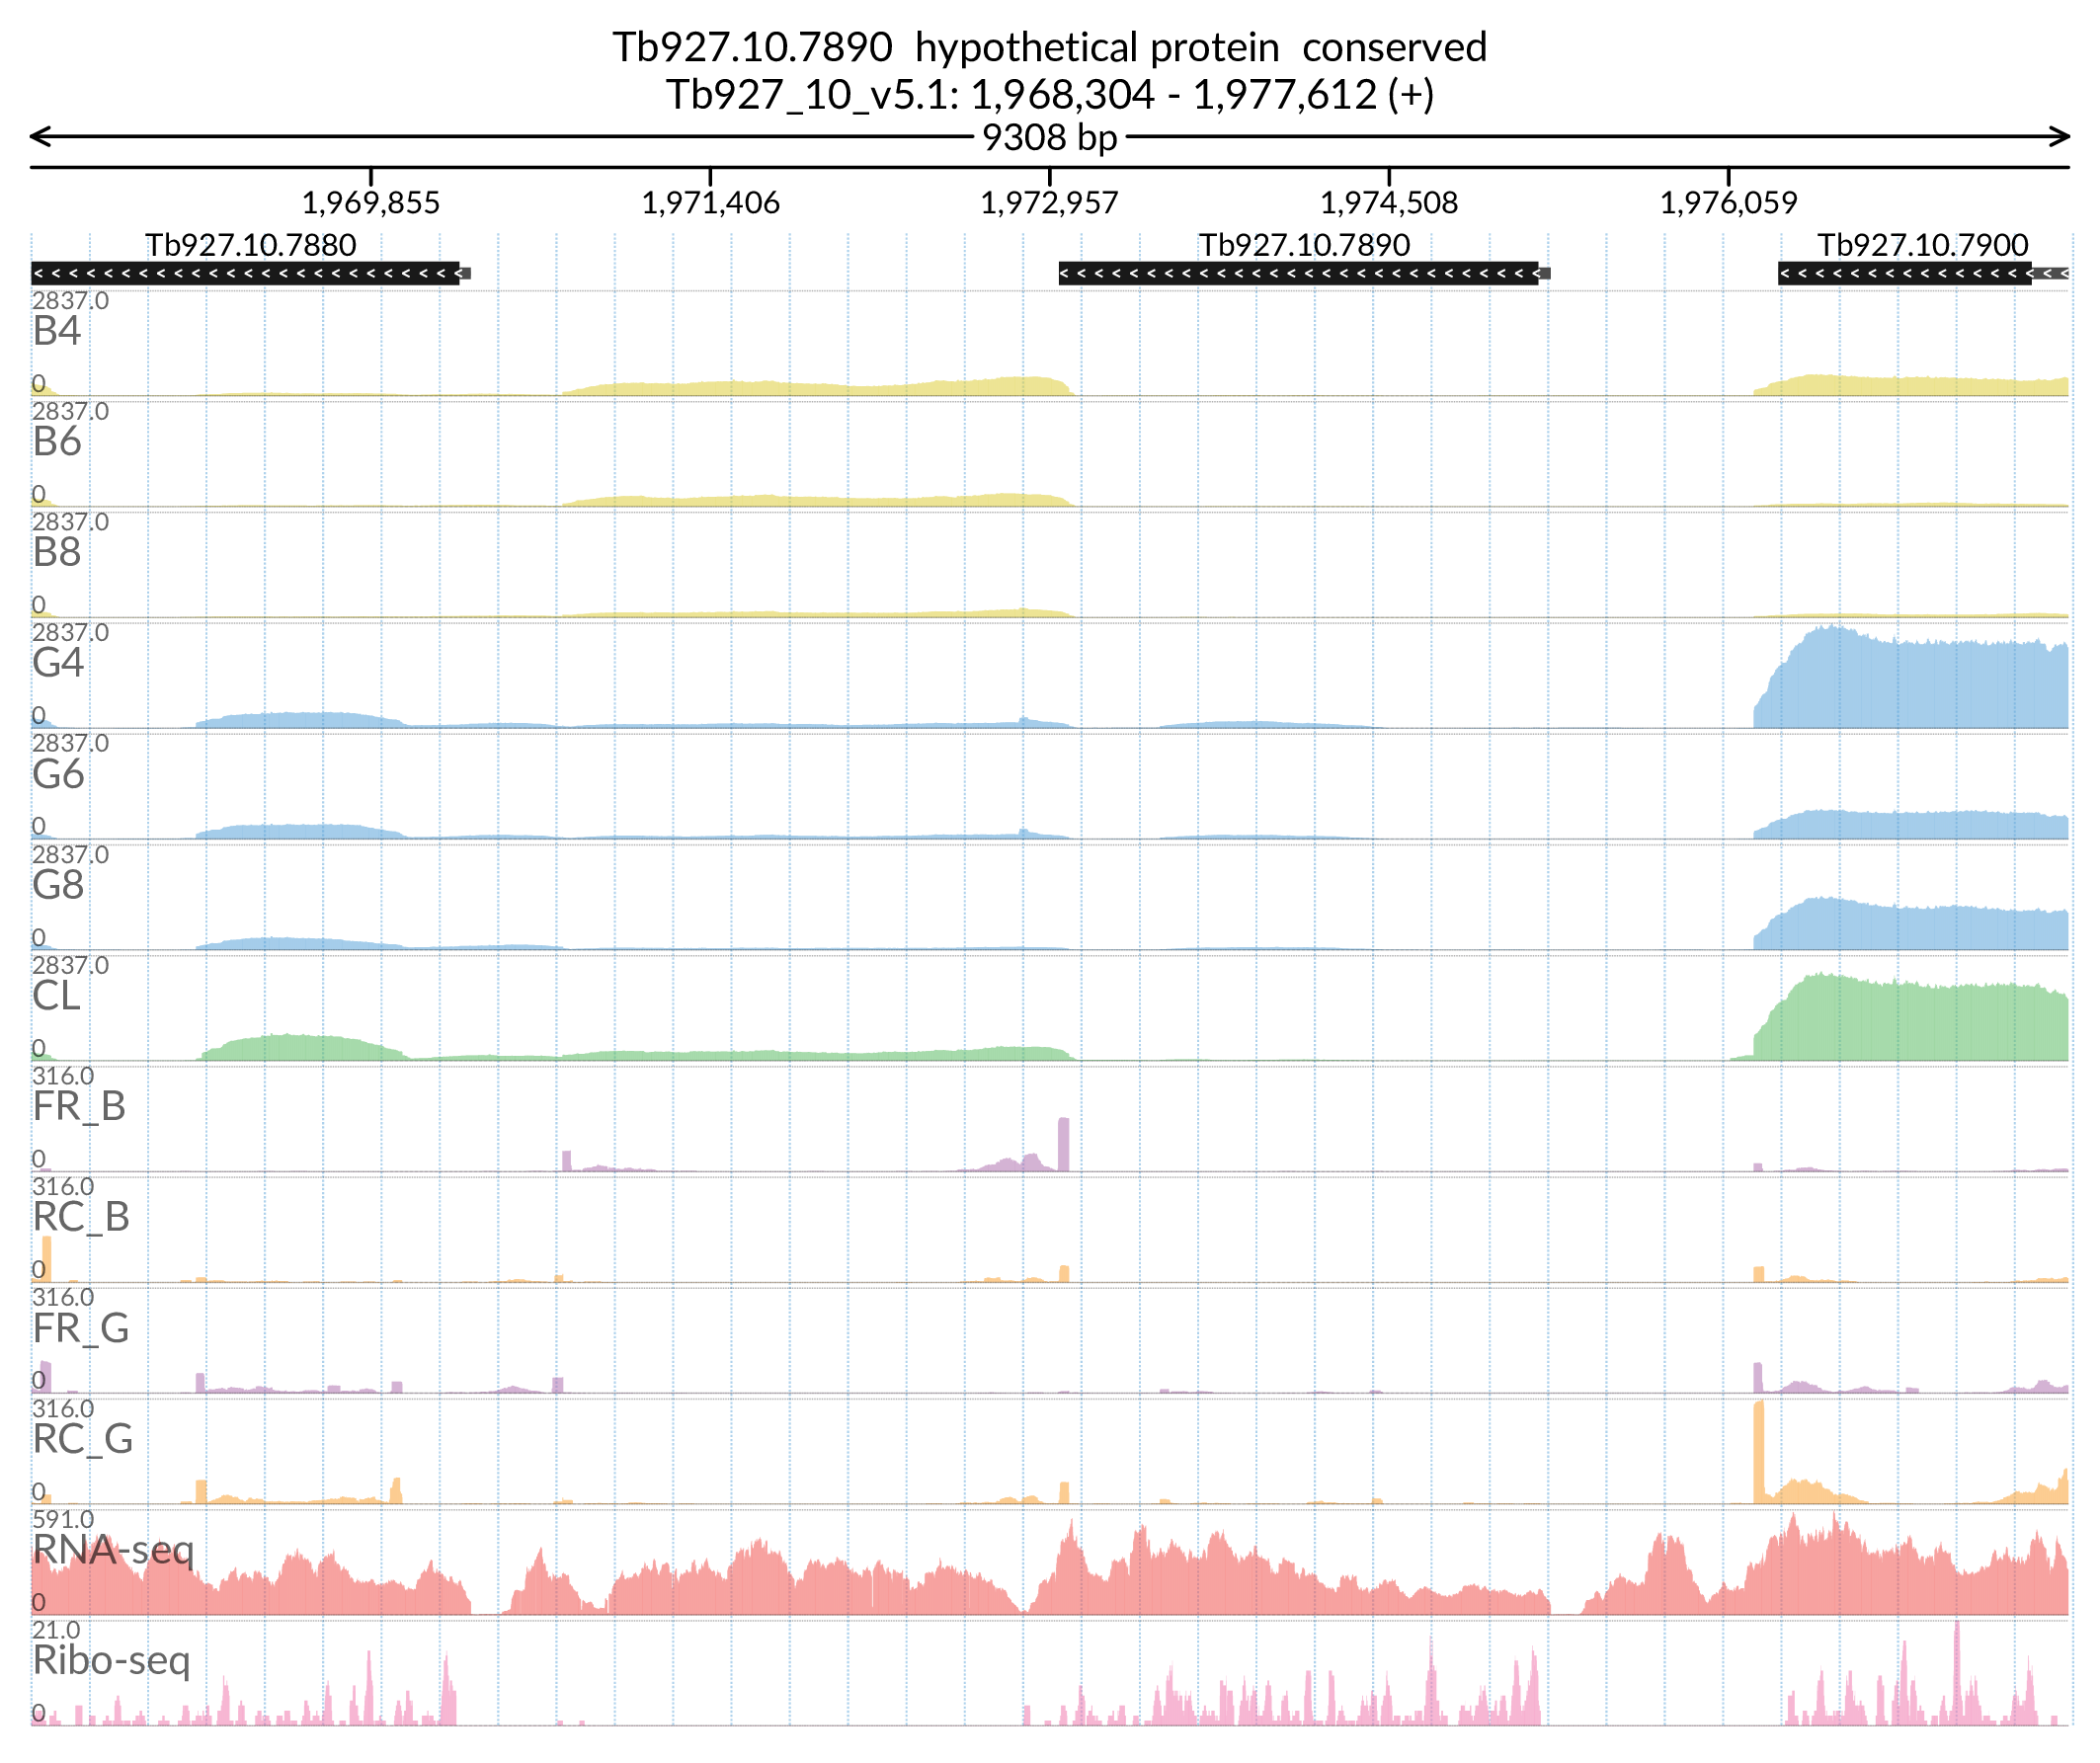 Tb927.10.7890 hypothetical protein conserved
Tb927_10_v5.1: 1,968,304 - 1,977,612 (+)
9308 bp
1,969,855 1,971,406 1,972,957 1,974,508 1,976,059
Tb927.10.7880 Tb927.10.7890 Tb927.10.7900
2837.0
B4
0
2837.0
B6
0
2837.0
B8
0
2837.0
G4
0
2837.0
G6
0
2837.0
G8
0
2837.0
CL
0
316.0
FR_B
0
316.0
RC_B
0
316.0
FR_G
0
316.0
RC_G
0
591.0
RNA-seq
0
21.0
Ribo-seq
0